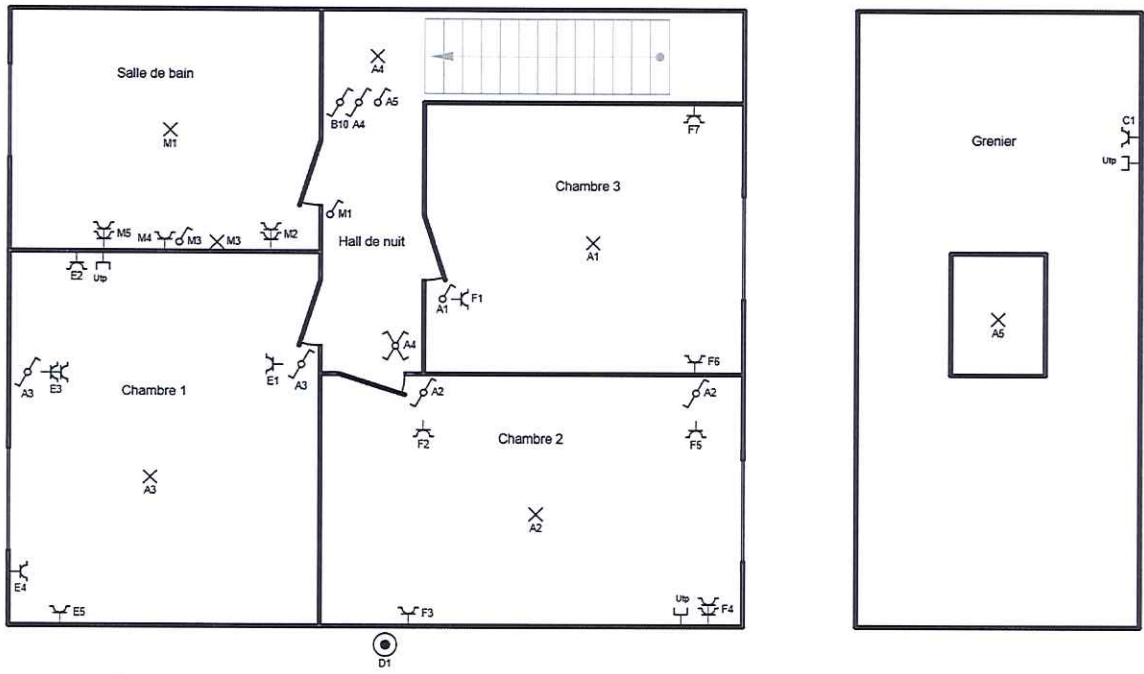 Salle de bain
M1
A4
B10 A4 A5
F7
C1
Utp
Grenier
Chambre 3
M1
M5
M4
M3
M3
M2
Hall de nuit
A1
E2
Utp
A1
F1
A5
A4
A3
E3
E1
A3
F6
Chambre 1
A2
A2
F2
Chambre 2
F5
A3
A2
E4
E5
F3
Utp
F4
D1